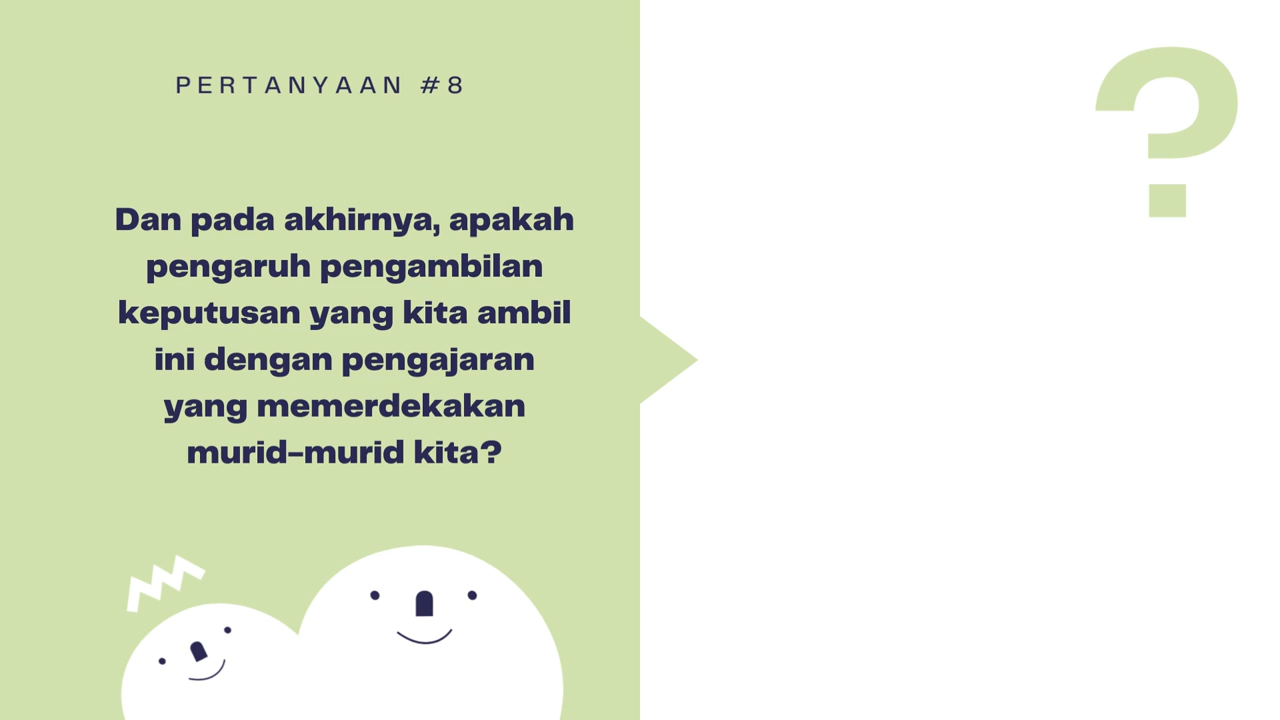 PERTANYAAN #8
?
Dan pada akhirnya, apakah
pengaruh pengambilan
keputusan yang kita ambil
ini dengan pengajaran
yang memerdekakan
murid-murid kita?